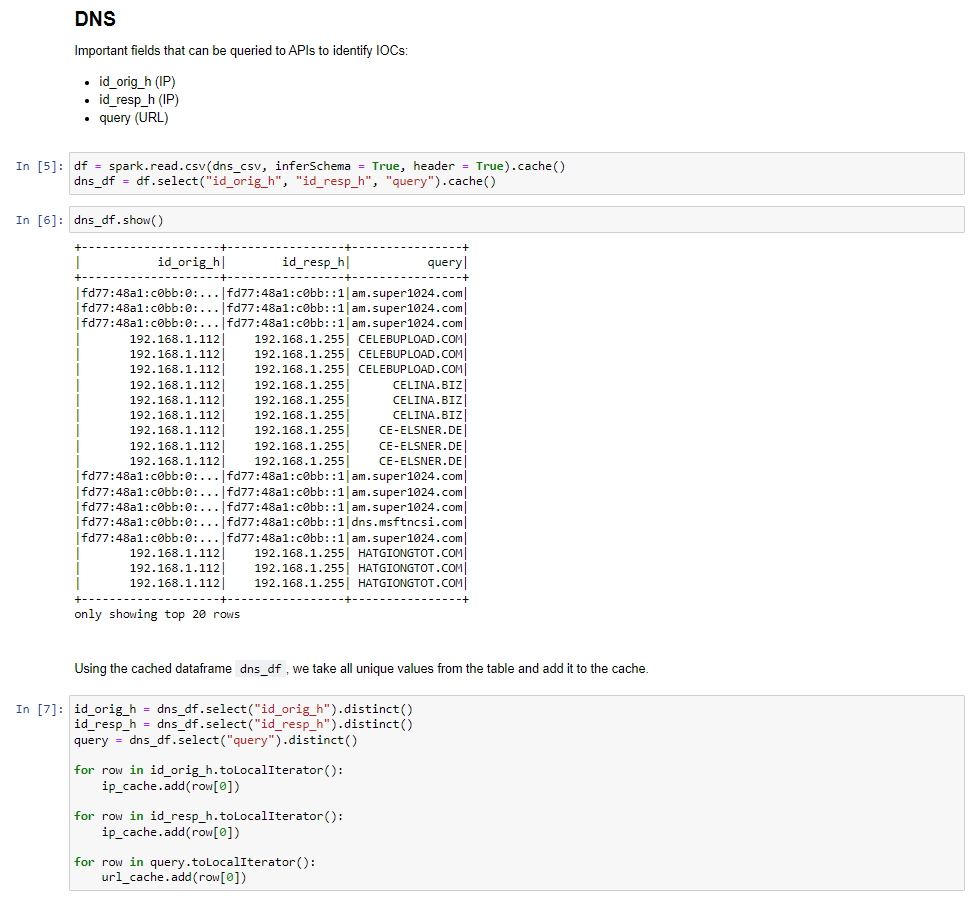 DNS
Important fields that can be queried to APIs to identify IOCs:
• id_orig_h (IP)
• id_resp_h (IP)
• query (URL)
In [5]: df = spark.read.csv(dns_csv, inferSchema = True, header = True).cache()
dns_df = df.select("id_orig_h", "id_resp_h", "query").cache()
In [6]: dns_df.show()
+--------------------+-----------------+----------------+
|           id_orig_h|        id_resp_h|           query|
+--------------------+-----------------+----------------+
|fd77:48a1:c0bb:0:...|fd77:48a1:c0bb::1|am.super1024.com|
|fd77:48a1:c0bb:0:...|fd77:48a1:c0bb::1|am.super1024.com|
|fd77:48a1:c0bb:0:...|fd77:48a1:c0bb::1|am.super1024.com|
|       192.168.1.112|    192.168.1.255| CELEBUPLOAD.COM|
|       192.168.1.112|    192.168.1.255| CELEBUPLOAD.COM|
|       192.168.1.112|    192.168.1.255| CELEBUPLOAD.COM|
|       192.168.1.112|    192.168.1.255|      CELINA.BIZ|
|       192.168.1.112|    192.168.1.255|      CELINA.BIZ|
|       192.168.1.112|    192.168.1.255|      CELINA.BIZ|
|       192.168.1.112|    192.168.1.255|    CE-ELSNER.DE|
|       192.168.1.112|    192.168.1.255|    CE-ELSNER.DE|
|       192.168.1.112|    192.168.1.255|    CE-ELSNER.DE|
|fd77:48a1:c0bb:0:...|fd77:48a1:c0bb::1|am.super1024.com|
|fd77:48a1:c0bb:0:...|fd77:48a1:c0bb::1|am.super1024.com|
|fd77:48a1:c0bb:0:...|fd77:48a1:c0bb::1|am.super1024.com|
|fd77:48a1:c0bb:0:...|fd77:48a1:c0bb::1|dns.msftncsi.com|
|fd77:48a1:c0bb:0:...|fd77:48a1:c0bb::1|am.super1024.com|
|       192.168.1.112|    192.168.1.255| HATGIONGTOT.COM|
|       192.168.1.112|    192.168.1.255| HATGIONGTOT.COM|
|       192.168.1.112|    192.168.1.255| HATGIONGTOT.COM|
+--------------------+-----------------+----------------+
only showing top 20 rows
Using the cached dataframe dns_df, we take all unique values from the table and add it to the cache.
In [7]: id_orig_h = dns_df.select("id_orig_h").distinct()
id_resp_h = dns_df.select("id_resp_h").distinct()
query = dns_df.select("query").distinct()
for row in id_orig_h.toLocalIterator():
    ip_cache.add(row[0])
for row in id_resp_h.toLocalIterator():
    ip_cache.add(row[0])
for row in query.toLocalIterator():
    url_cache.add(row[0])